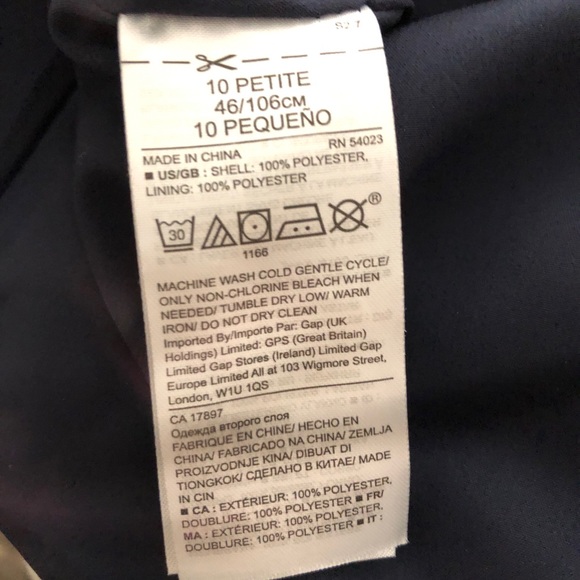 10 PETITE
46/106CM
10 PEQUEÑO
RN 54023
MADE IN CHINA
■ US/GB : SHELL: 100% POLYESTER,
LINING: 100% POLYESTER
30
®
1166
MACHINE WASH COLD GENTLE CYCLE/
ONLY NON-CHLORINE BLEACH WHEN
NEEDED/ TUMBLE DRY LOW/ WARM
IRON/ DO NOT DRY CLEAN
Imported By/Importe Par: Gap (UK
Holdings) Limited: GPS (Great Britain)
Limited Gap Stores (Ireland) Limited Gap
Europe Limited All at 103 Wigmore Street,
London, W1U 1QS
CA 17897
Одежда второго слоя
FABRIQUE EN CHINE/ HECHO EN
CHINA/ FABRICADO NA CHINA/ ZEMLJA
PROIZVODNJE KINA/ DIBUAT DI
TIONGKOK/ СДЕЛАНО В КИТАЕ/ MADE
IN CIN
■ CA : EXTÉRIEUR: 100% POLYESTER,
DOUBLURE: 100% POLYESTER ■ FR/
MA : EXTÉRIEUR: 100% POLYESTER,
DOUBLURE: 100% POLYESTER ■ IT :